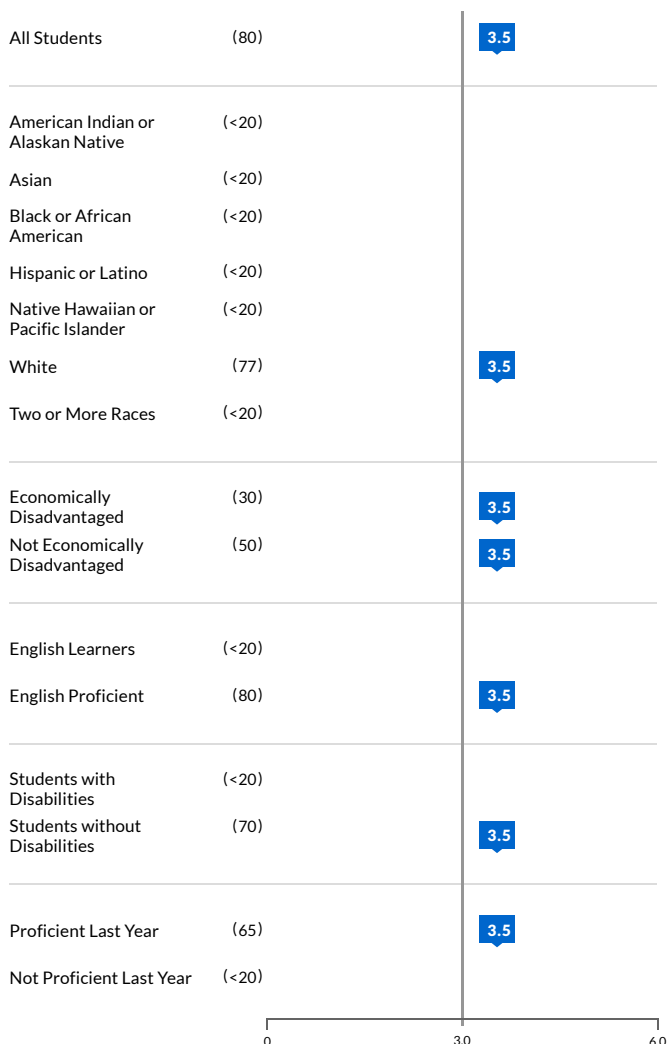 All Students (80) 3.5
American Indian or (<20)
Alaskan Native
Asian (<20)
Black or African (<20)
American
Hispanic or Latino (<20)
Native Hawaiian or (<20)
Pacific Islander
White (77) 3.5
Two or More Races (<20)
Economically (30) 3.5
Disadvantaged
Not Economically (50) 3.5
Disadvantaged
English Learners (<20)
English Proficient (80) 3.5
Students with (<20)
Disabilities
Students without (70) 3.5
Disabilities
Proficient Last Year (65) 3.5
Not Proficient Last Year (<20)
0 3.0 6.0